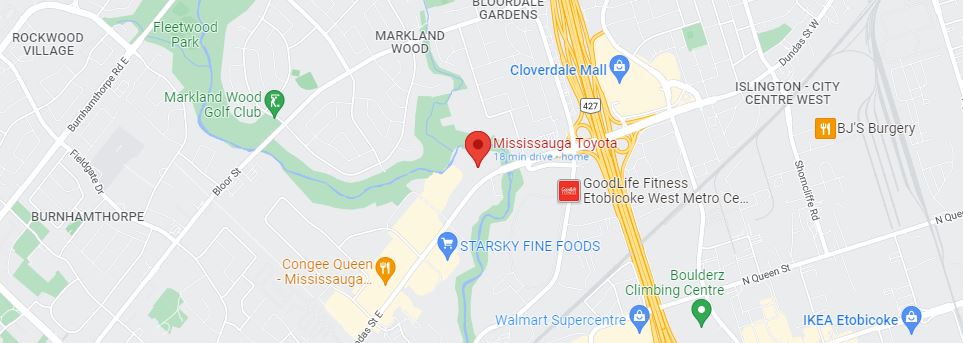 BLOORDALE
GARDENS
Fleetwood
Park
ROCKWOOD
VILLAGE
MARKLAND
WOOD
Dundas St W
Burnhamthorpe Rd E
Cloverdale Mall
ISLINGTON - CITY
CENTRE WEST
Markland Wood
Golf Club
427
BJ'S Burgery
Mississauga Toyota
18 min drive - home
Fieldgate Dr
Bloor St
GoodLife Fitness
Etobicoke West Metro Ce...
Shorncliffe Rd
BURNHAMTHORPE
N Queen
STARSKY FINE FOODS
Congee Queen
- Mississauga...
N Queen St
Boulderz
Climbing Centre
Walmart Supercentre
IKEA Etobicoke
das St E